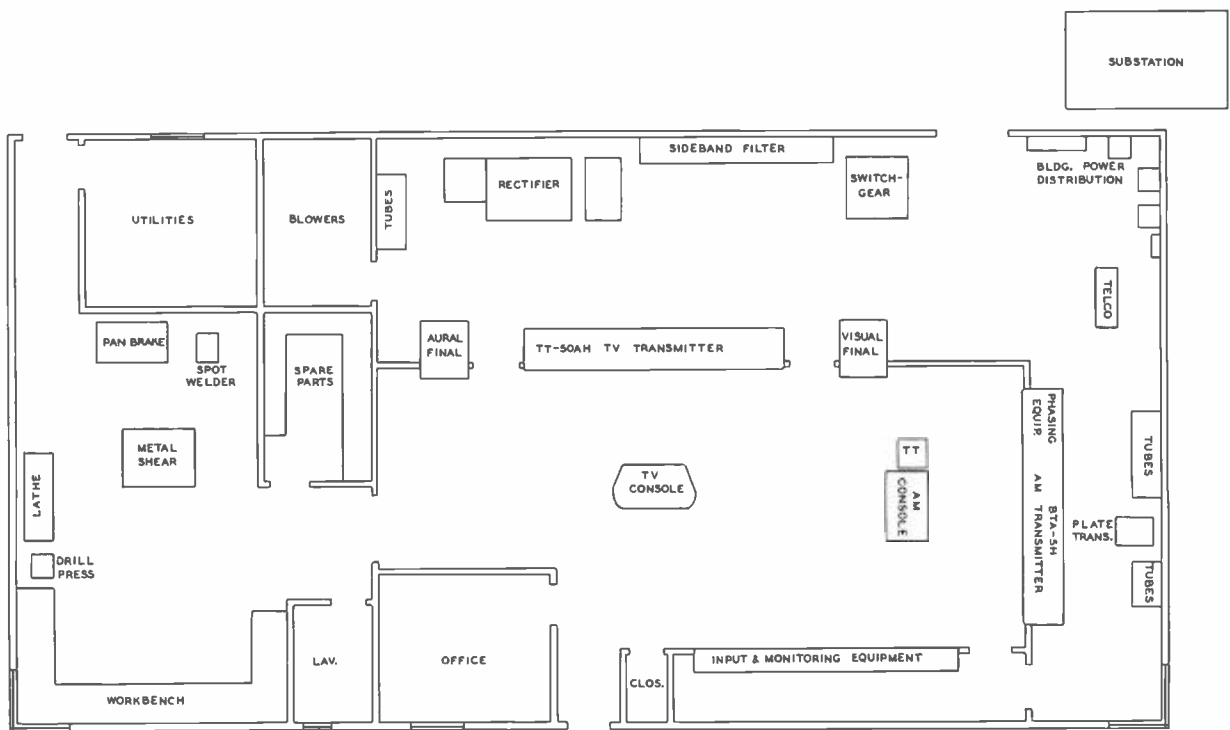 SUBSTATION
SIDEBAND FILTER
BLDG. POWER
DISTRIBUTION
UTILITIES
BLOWERS
TUBES
RECTIFIER
SWITCH-
GEAR
TELCO
PAN BRAKE
SPOT
WELDER
SPARE
PARTS
AURAL
FINAL
TT-50AH TV TRANSMITTER
VISUAL
FINAL
PHASING
EQUIP.
BTA-5H
AM TRANSMITTER
METAL
SHEAR
LATHE
TV
CONSOLE
TT
AM
CONSOLE
TUBES
PLATE
TRANS.
TUBES
DRILL
PRESS
WORKBENCH
LAV.
OFFICE
CLOS.
INPUT & MONITORING EQUIPMENT